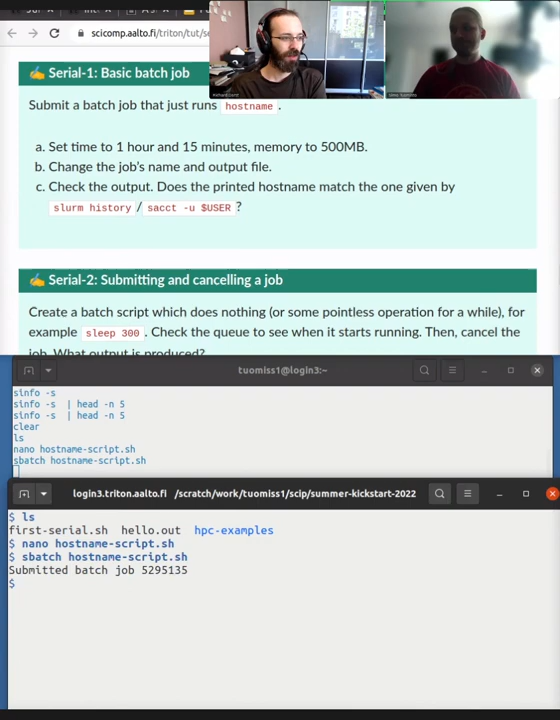 scicomp.aalto.fi/triton/tut/se
✍ Serial-1: Basic batch job
Submit a batch job that just runs hostname .
a. Set time to 1 hour and 15 minutes, memory to 500MB.
b. Change the job's name and output file.
c. Check the output. Does the printed hostname match the one given by
slurm history / sacct -u $USER ?
✍ Serial-2: Submitting and cancelling a job
Create a batch script which does nothing (or some pointless operation for a while), for
example sleep 300 . Check the queue to see when it starts running. Then, cancel the
job. What output is produced?
tuomiss1@login3:~
sinfo -s
sinfo -s | head -n 5
sinfo -s | head -n 5
clear
ls
nano hostname-script.sh
sbatch hostname-script.sh
login3.triton.aalto.fi /scratch/work/tuomiss1/scip/summer-kickstart-2022
$ ls
first-serial.sh hello.out hpc-examples
$ nano hostname-script.sh
$ sbatch hostname-script.sh
Submitted batch job 5295135
$